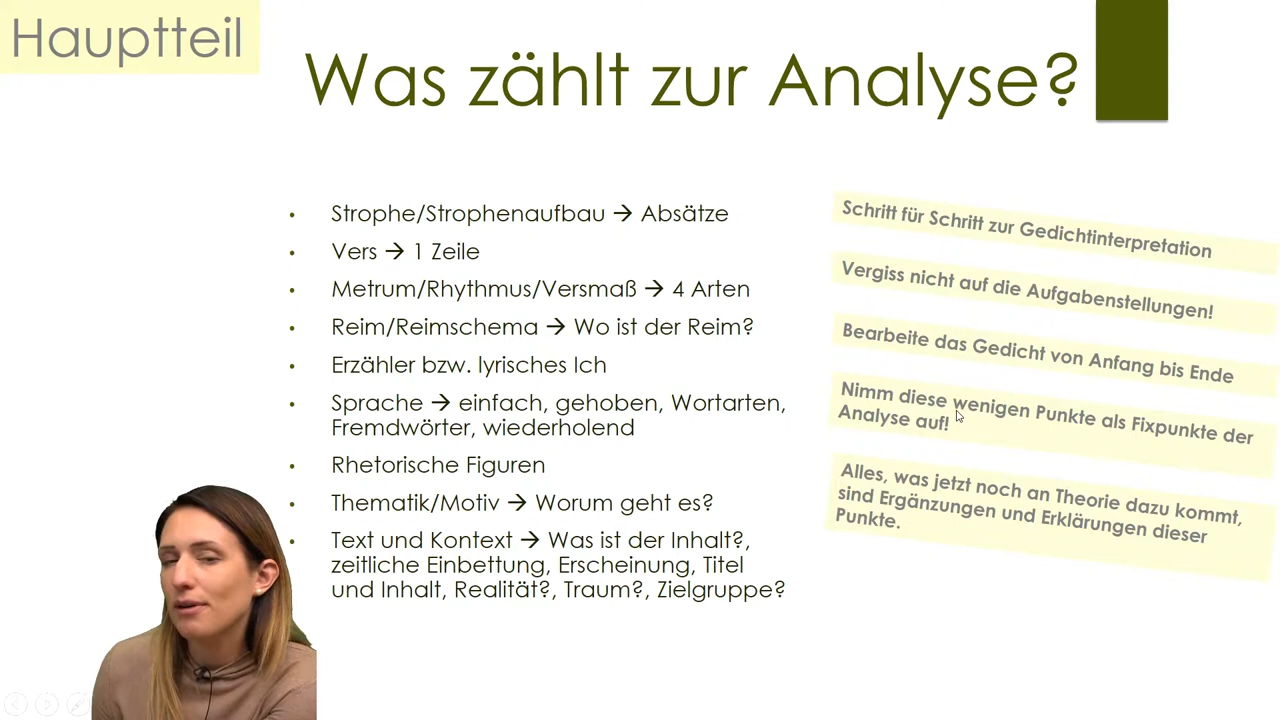 Hauptteil
Was zählt zur Analyse?
• Strophe/Strophenaufbau → Absätze
• Vers → 1 Zeile
• Metrum/Rhythmus/Versmaß → 4 Arten
• Reim/Reimschema → Wo ist der Reim?
• Erzähler bzw. lyrisches Ich
• Sprache → einfach, gehoben, Wortarten,
Fremdwörter, wiederholend
• Rhetorische Figuren
• Thematik/Motiv → Worum geht es?
• Text und Kontext → Was ist der Inhalt?,
zeitliche Einbettung, Erscheinung, Titel
und Inhalt, Realität?, Traum?, Zielgruppe?
Schritt für Schritt zur Gedichtinterpretation
Vergiss nicht auf die Aufgabenstellungen!
Bearbeite das Gedicht von Anfang bis Ende
Nimm diese wenigen Punkte als Fixpunkte der
Analyse auf!
Alles, was jetzt noch an Theorie dazu kommt,
sind Ergänzungen und Erklärungen dieser
Punkte.